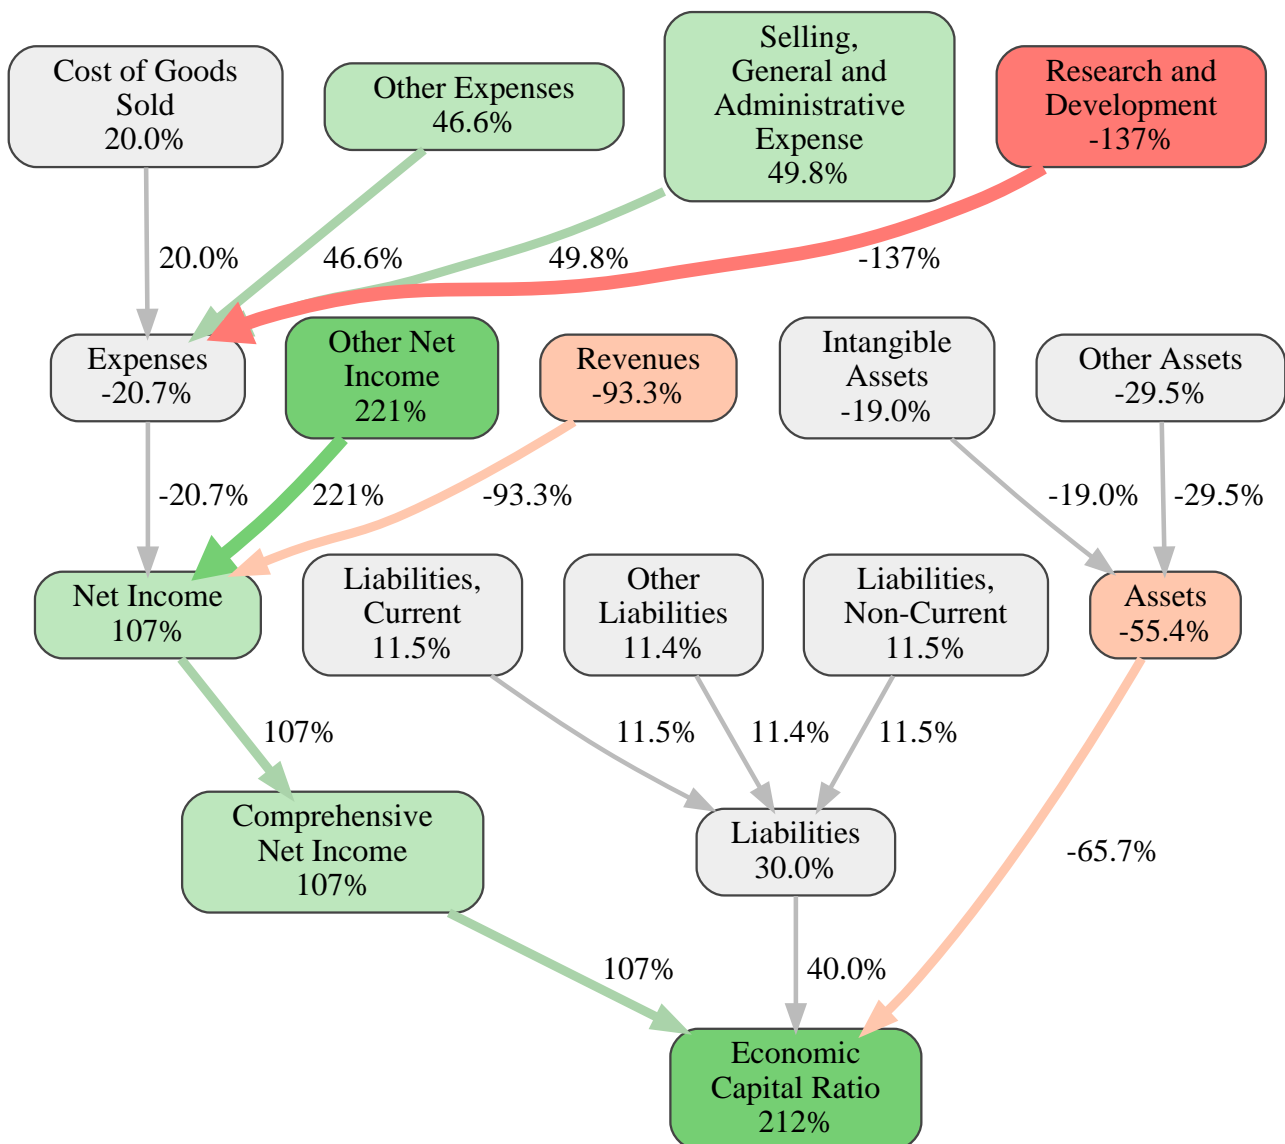 Cost of Goods
Sold
20.0%
Other Expenses
46.6%
Selling,
General and
Administrative
Expense
49.8%
Research and
Development
-137%
20.0%
46.6%
49.8%
-137%
Expenses
-20.7%
Other Net
Income
221%
Revenues
-93.3%
Intangible
Assets
-19.0%
Other Assets
-29.5%
-20.7%
221%
-93.3%
-19.0%
-29.5%
Net Income
107%
Liabilities,
Current
11.5%
Other
Liabilities
11.4%
Liabilities,
Non-Current
11.5%
Assets
-55.4%
107%
11.5%
11.4%
11.5%
Comprehensive
Net Income
107%
Liabilities
30.0%
-65.7%
107%
40.0%
Economic
Capital Ratio
212%